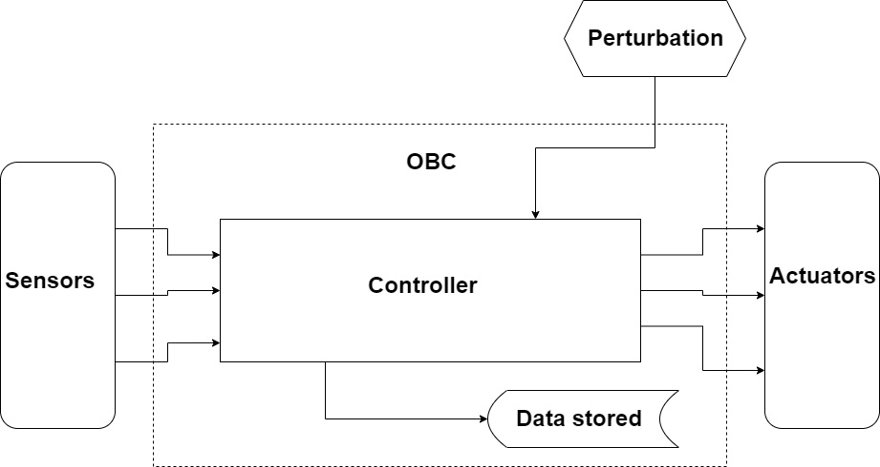 Perturbation
OBC
Sensors
Controller
Actuators
Data stored